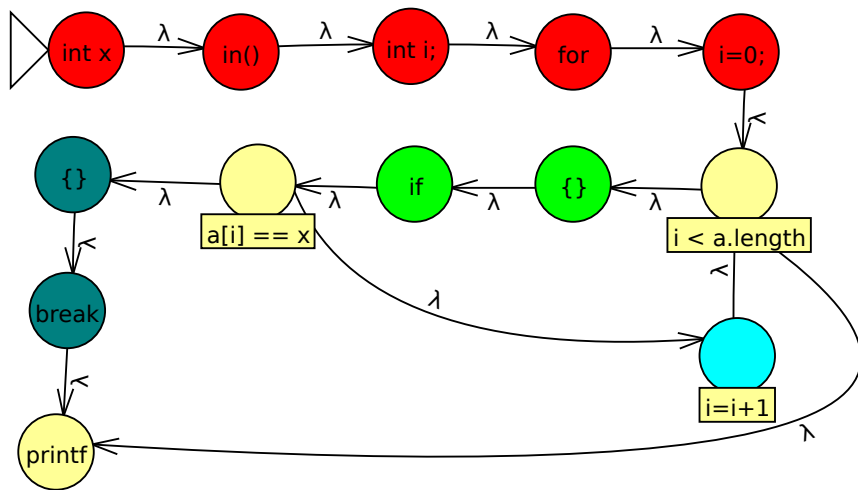 λ λ λ λ
int x in() int i; for i=0;
λ
{} if {}
λ λ λ λ
a[i] == x i < a.length
λ λ
λ
break
λ
i=i+1
λ
printf